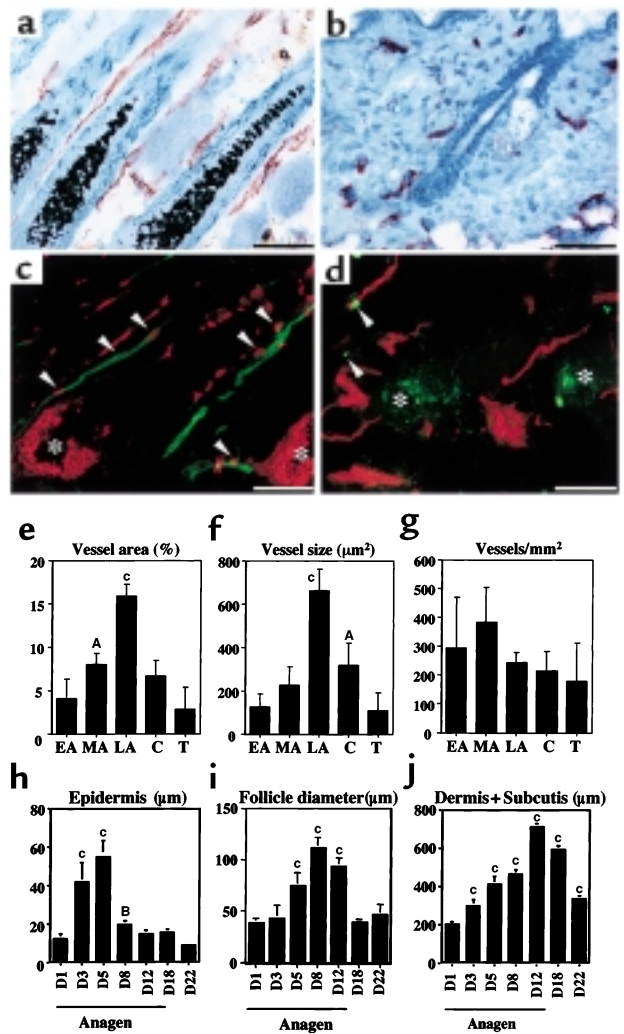 a
b
c
d
e
f
g
Vessel area (%)
Vessel size (μm²)
Vessels/mm²
20
15
10
5
0
A
c
EA MA LA C T
800
600
400
200
0
c
A
EA MA LA C T
600
500
400
300
200
100
0
EA MA LA C T
h
i
j
Epidermis (μm)
Follicle diameter(μm)
Dermis+Subcutis (μm)
80
60
40
20
0
c
c
B
D1 D3 D5 D8 D12 D18 D22
Anagen
150
100
50
0
c
c
c
D1 D3 D5 D8 D12 D18 D22
Anagen
800
600
400
200
0
c
c
c
c
c
c
D1 D3 D5 D8 D12 D18 D22
Anagen